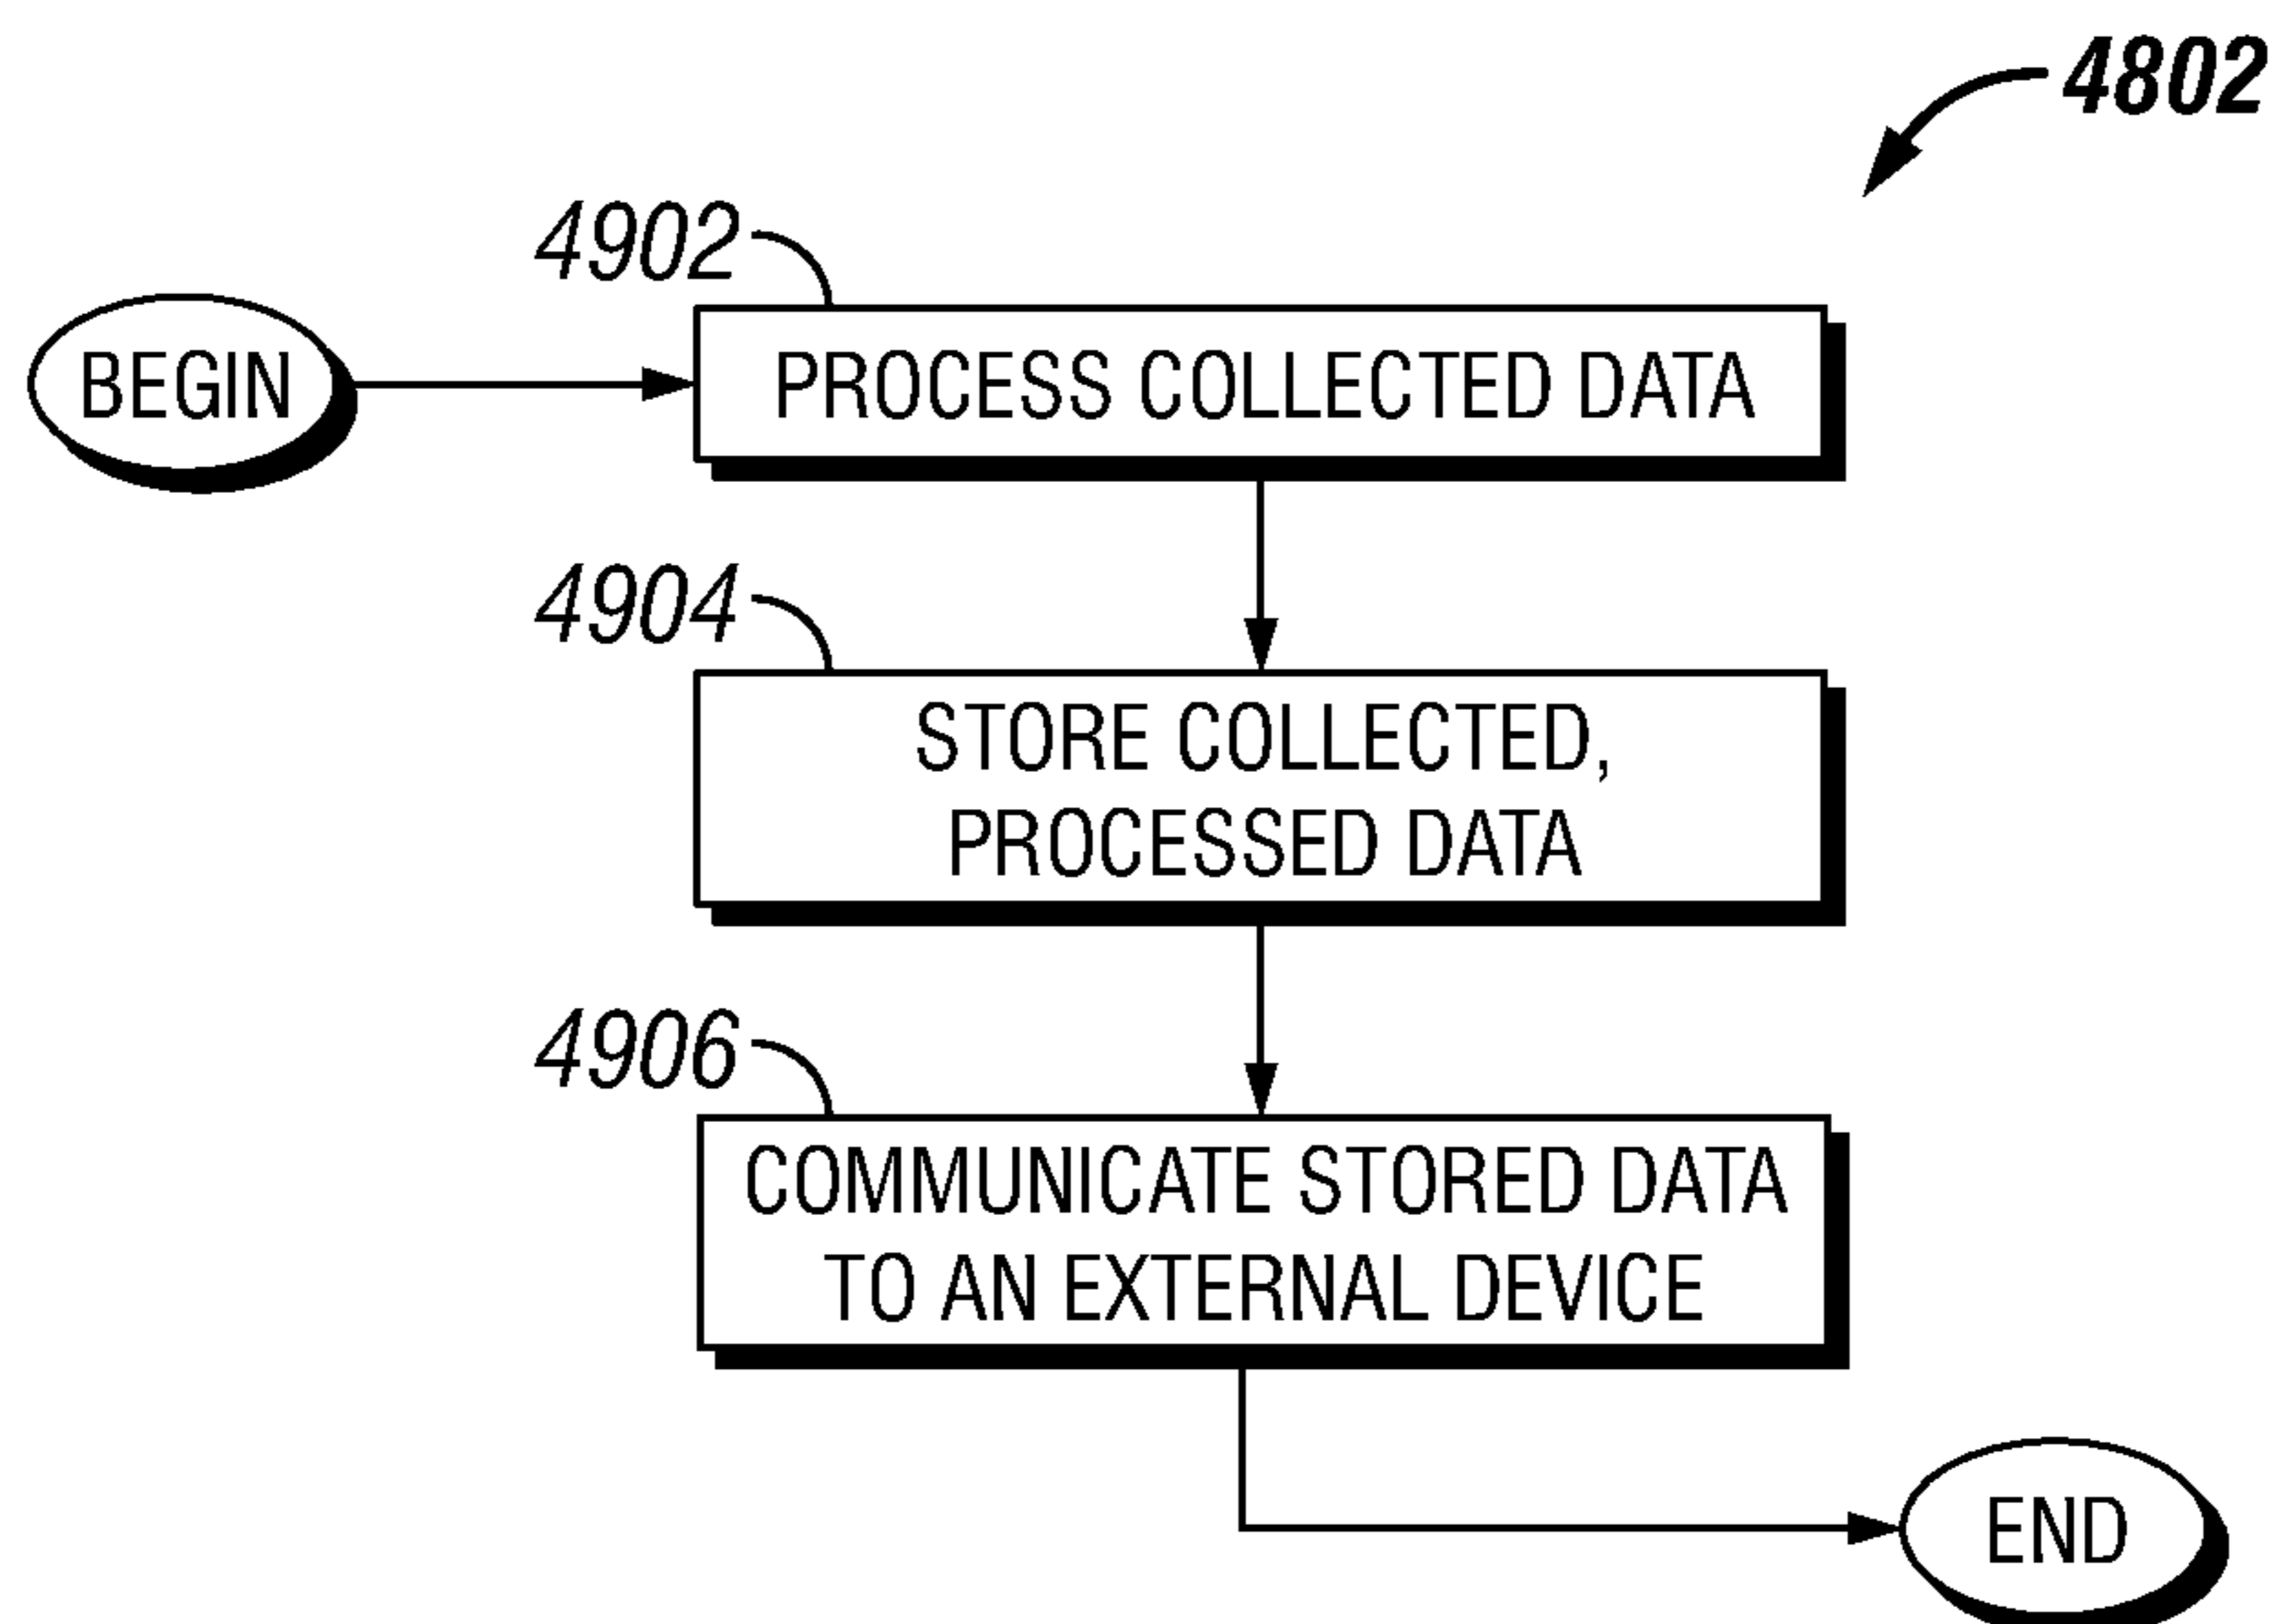 4802
4902
BEGIN
PROCESS COLLECTED DATA
4904
STORE COLLECTED,
PROCESSED DATA
4906
COMMUNICATE STORED DATA
TO AN EXTERNAL DEVICE
END